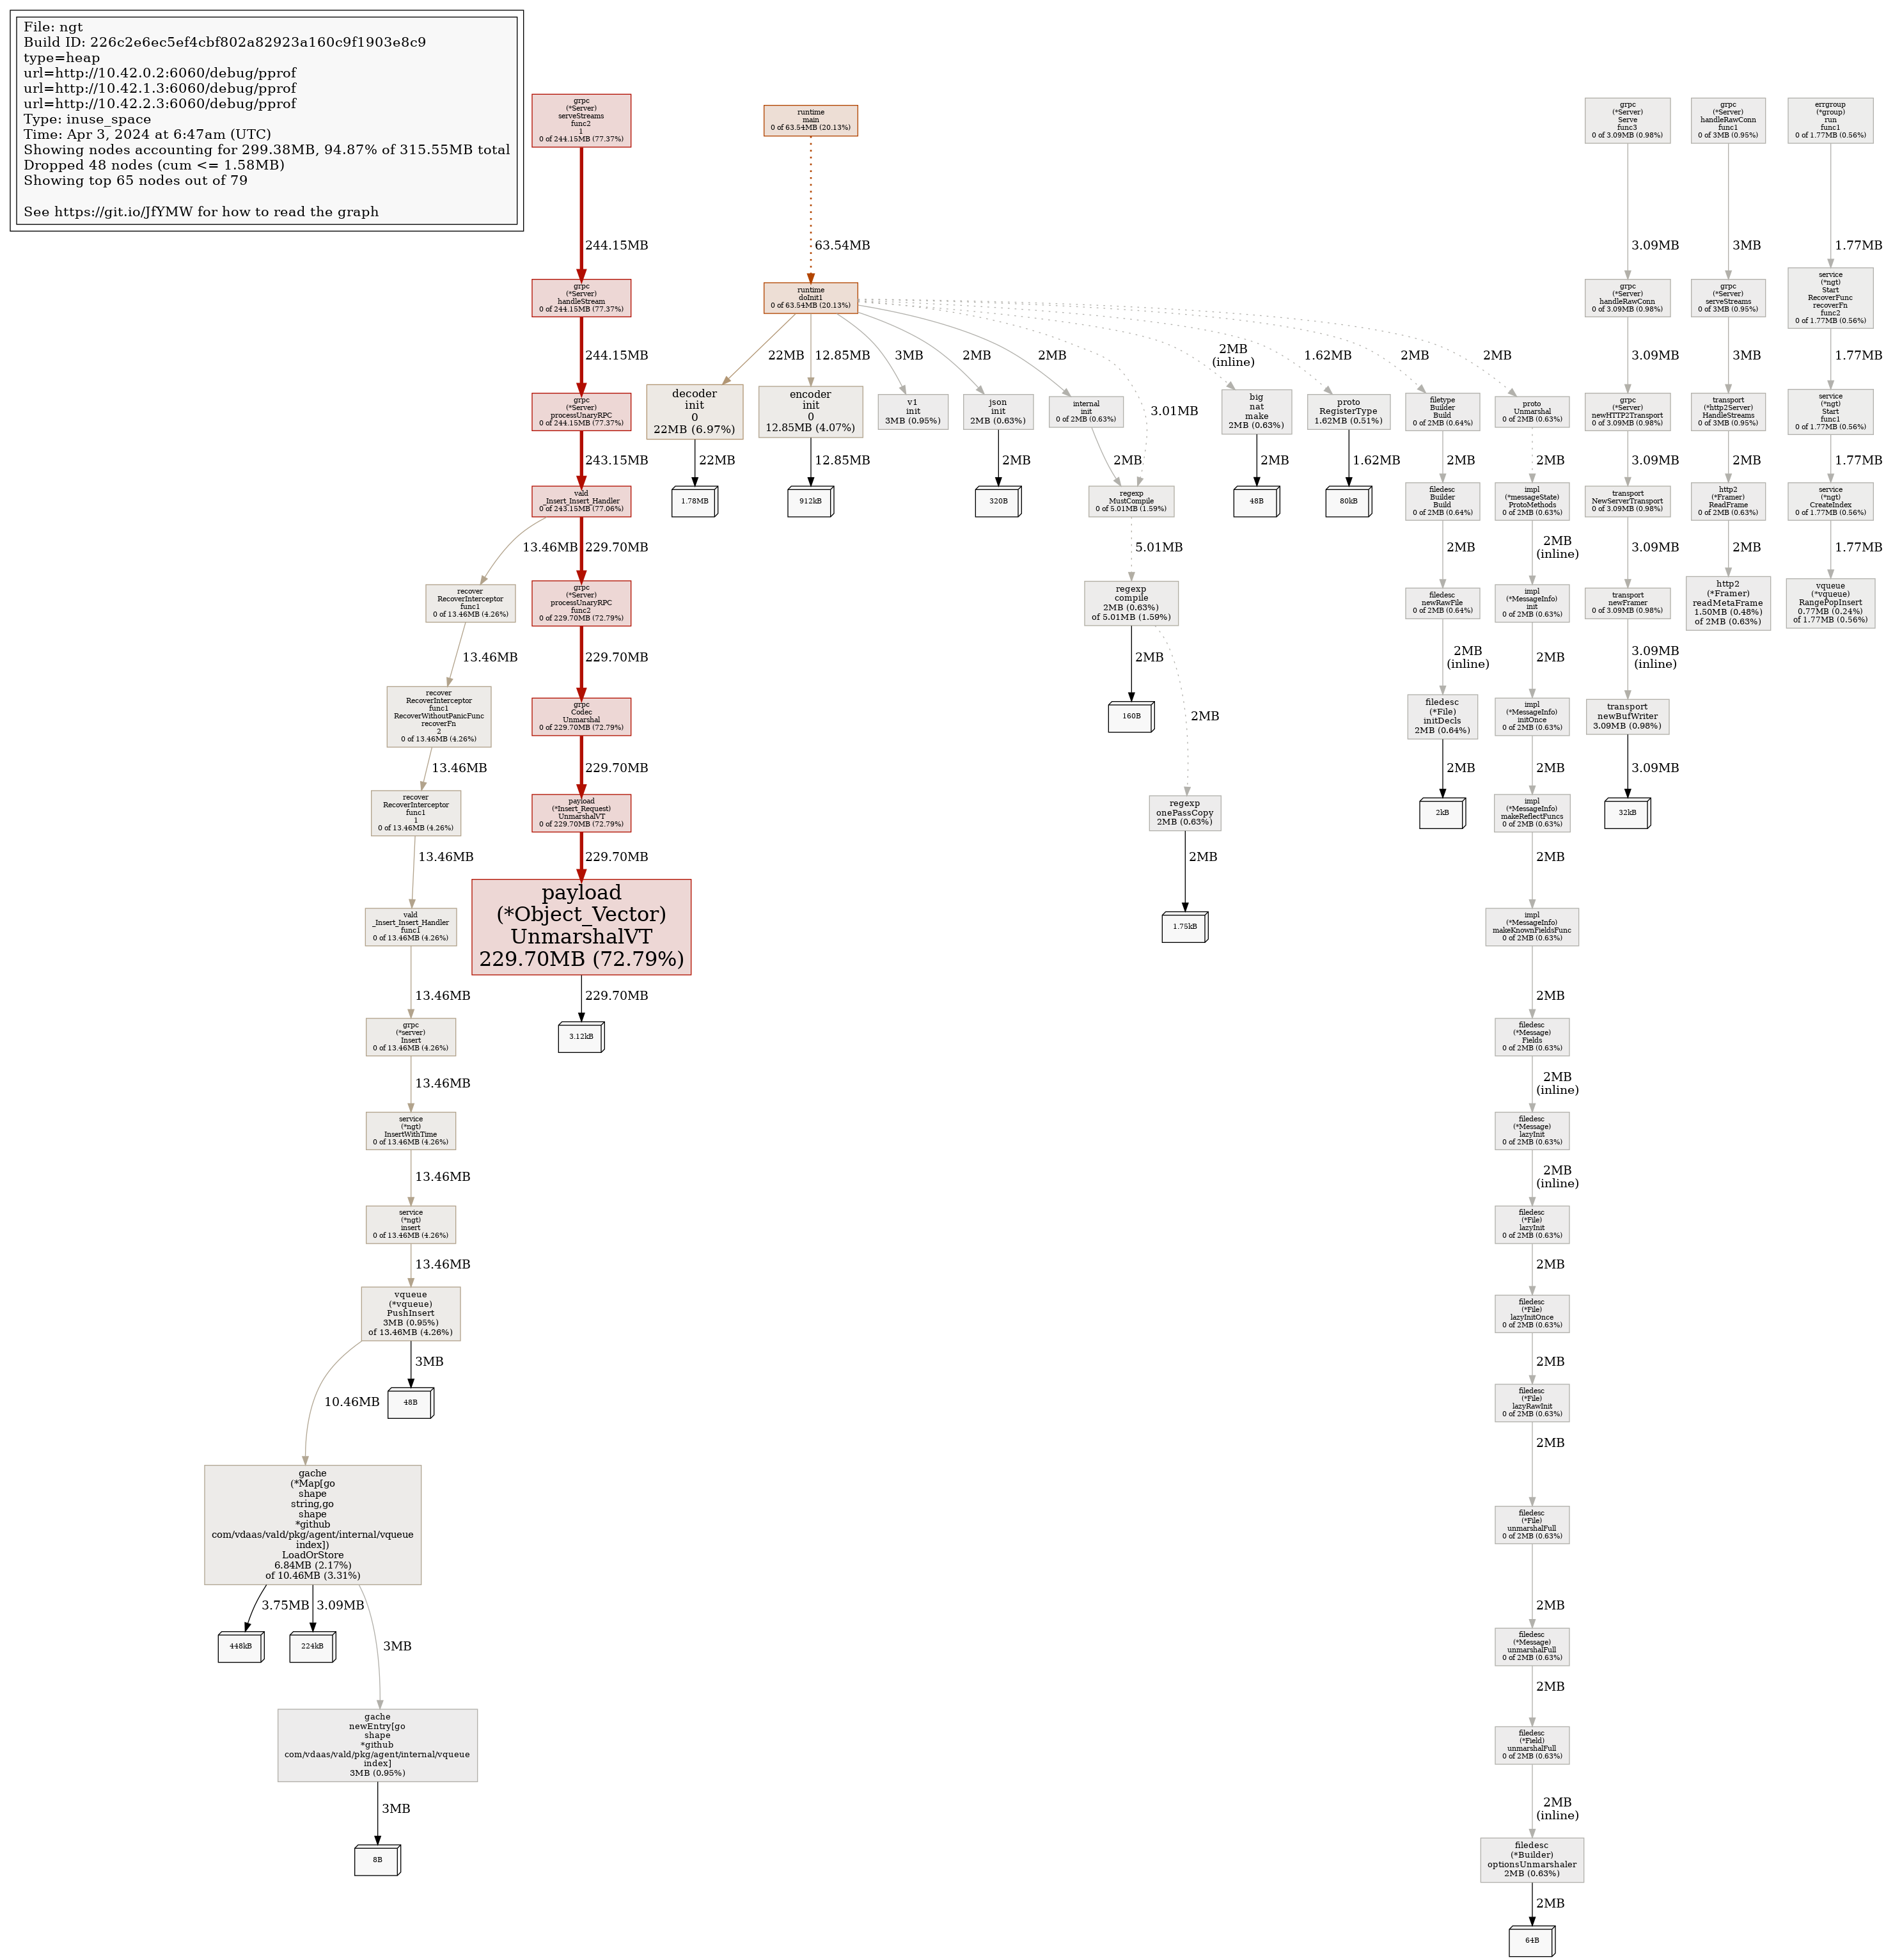 File: ngt
Build ID: 226c2e6ec5ef4cbf802a82923a160c9f1903e8c9
type=heap
url=http://10.42.0.2:6060/debug/pprof
url=http://10.42.1.3:6060/debug/pprof
url=http://10.42.2.3:6060/debug/pprof
Type: inuse_space
Time: Apr 3, 2024 at 6:47am (UTC)
Showing nodes accounting for 299.38MB, 94.87% of 315.55MB total
Dropped 48 nodes (cum <= 1.58MB)
Showing top 65 nodes out of 79
See https://git.io/JfYMW for how to read the graph
grpc
(*Server)
serveStreams
func2
1
0 of 244.15MB (77.37%)
244.15MB
grpc
(*Server)
handleStream
0 of 244.15MB (77.37%)
244.15MB
grpc
(*Server)
processUnaryRPC
0 of 244.15MB (77.37%)
243.15MB
vald
_Insert_Insert_Handler
0 of 243.15MB (77.06%)
13.46MB
229.70MB
recover
RecoverInterceptor
func1
0 of 13.46MB (4.26%)
13.46MB
recover
RecoverInterceptor
func1
RecoverWithoutPanicFunc
recoverFn
2
0 of 13.46MB (4.26%)
13.46MB
recover
RecoverInterceptor
func1
1
0 of 13.46MB (4.26%)
13.46MB
vald
_Insert_Insert_Handler
func1
0 of 13.46MB (4.26%)
13.46MB
grpc
(*server)
Insert
0 of 13.46MB (4.26%)
13.46MB
service
(*ngt)
InsertWithTime
0 of 13.46MB (4.26%)
13.46MB
service
(*ngt)
insert
0 of 13.46MB (4.26%)
13.46MB
vqueue
(*vqueue)
PushInsert
3MB (0.95%)
of 13.46MB (4.26%)
10.46MB
3MB
48B
gache
(*Map[go
shape
string,go
shape
*github
com/vdaas/vald/pkg/agent/internal/vqueue
index])
LoadOrStore
6.84MB (2.17%)
of 10.46MB (3.31%)
3.75MB
3.09MB
3MB
448kB
224kB
gache
newEntry[go
shape
*github
com/vdaas/vald/pkg/agent/internal/vqueue
index]
3MB (0.95%)
3MB
8B
grpc
(*Server)
processUnaryRPC
func2
0 of 229.70MB (72.79%)
229.70MB
grpc
Codec
Unmarshal
0 of 229.70MB (72.79%)
229.70MB
payload
(*Insert_Request)
UnmarshalVT
0 of 229.70MB (72.79%)
229.70MB
payload
(*Object_Vector)
UnmarshalVT
229.70MB (72.79%)
229.70MB
3.12kB
runtime
main
0 of 63.54MB (20.13%)
63.54MB
runtime
doInit1
0 of 63.54MB (20.13%)
22MB
12.85MB
3MB
2MB
2MB
3.01MB
2MB
(inline)
1.62MB
2MB
2MB
decoder
init
0
22MB (6.97%)
22MB
1.78MB
encoder
init
0
12.85MB (4.07%)
12.85MB
912kB
v1
init
3MB (0.95%)
json
init
2MB (0.63%)
2MB
320B
internal
init
0 of 2MB (0.63%)
2MB
regexp
MustCompile
0 of 5.01MB (1.59%)
5.01MB
regexp
compile
2MB (0.63%)
of 5.01MB (1.59%)
2MB
160B
2MB
regexp
onePassCopy
2MB (0.63%)
2MB
1.75kB
big
nat
make
2MB (0.63%)
2MB
48B
proto
RegisterType
1.62MB (0.51%)
1.62MB
80kB
filetype
Builder
Build
0 of 2MB (0.64%)
2MB
filedesc
Builder
Build
0 of 2MB (0.64%)
2MB
filedesc
newRawFile
0 of 2MB (0.64%)
2MB
(inline)
filedesc
(*File)
initDecls
2MB (0.64%)
2MB
2kB
proto
Unmarshal
0 of 2MB (0.63%)
2MB
impl
(*messageState)
ProtoMethods
0 of 2MB (0.63%)
2MB
(inline)
impl
(*MessageInfo)
init
0 of 2MB (0.63%)
2MB
impl
(*MessageInfo)
initOnce
0 of 2MB (0.63%)
2MB
impl
(*MessageInfo)
makeReflectFuncs
0 of 2MB (0.63%)
2MB
impl
(*MessageInfo)
makeKnownFieldsFunc
0 of 2MB (0.63%)
2MB
filedesc
(*Message)
Fields
0 of 2MB (0.63%)
2MB
(inline)
filedesc
(*Message)
lazyInit
0 of 2MB (0.63%)
2MB
(inline)
filedesc
(*File)
lazyInit
0 of 2MB (0.63%)
2MB
filedesc
(*File)
lazyInitOnce
0 of 2MB (0.63%)
2MB
filedesc
(*File)
lazyRawInit
0 of 2MB (0.63%)
2MB
filedesc
(*File)
unmarshalFull
0 of 2MB (0.63%)
2MB
filedesc
(*Message)
unmarshalFull
0 of 2MB (0.63%)
2MB
filedesc
(*Field)
unmarshalFull
0 of 2MB (0.63%)
2MB
(inline)
filedesc
(*Builder)
optionsUnmarshaler
2MB (0.63%)
2MB
64B
grpc
(*Server)
Serve
func3
0 of 3.09MB (0.98%)
3.09MB
grpc
(*Server)
handleRawConn
0 of 3.09MB (0.98%)
3.09MB
grpc
(*Server)
newHTTP2Transport
0 of 3.09MB (0.98%)
3.09MB
transport
NewServerTransport
0 of 3.09MB (0.98%)
3.09MB
transport
newFramer
0 of 3.09MB (0.98%)
3.09MB
(inline)
transport
newBufWriter
3.09MB (0.98%)
3.09MB
32kB
grpc
(*Server)
handleRawConn
func1
0 of 3MB (0.95%)
3MB
grpc
(*Server)
serveStreams
0 of 3MB (0.95%)
3MB
transport
(*http2Server)
HandleStreams
0 of 3MB (0.95%)
2MB
http2
(*Framer)
ReadFrame
0 of 2MB (0.63%)
2MB
http2
(*Framer)
readMetaFrame
1.50MB (0.48%)
of 2MB (0.63%)
errgroup
(*group)
run
func1
0 of 1.77MB (0.56%)
1.77MB
service
(*ngt)
Start
RecoverFunc
recoverFn
func2
0 of 1.77MB (0.56%)
1.77MB
service
(*ngt)
Start
func1
0 of 1.77MB (0.56%)
1.77MB
service
(*ngt)
CreateIndex
0 of 1.77MB (0.56%)
1.77MB
vqueue
(*vqueue)
RangePopInsert
0.77MB (0.24%)
of 1.77MB (0.56%)